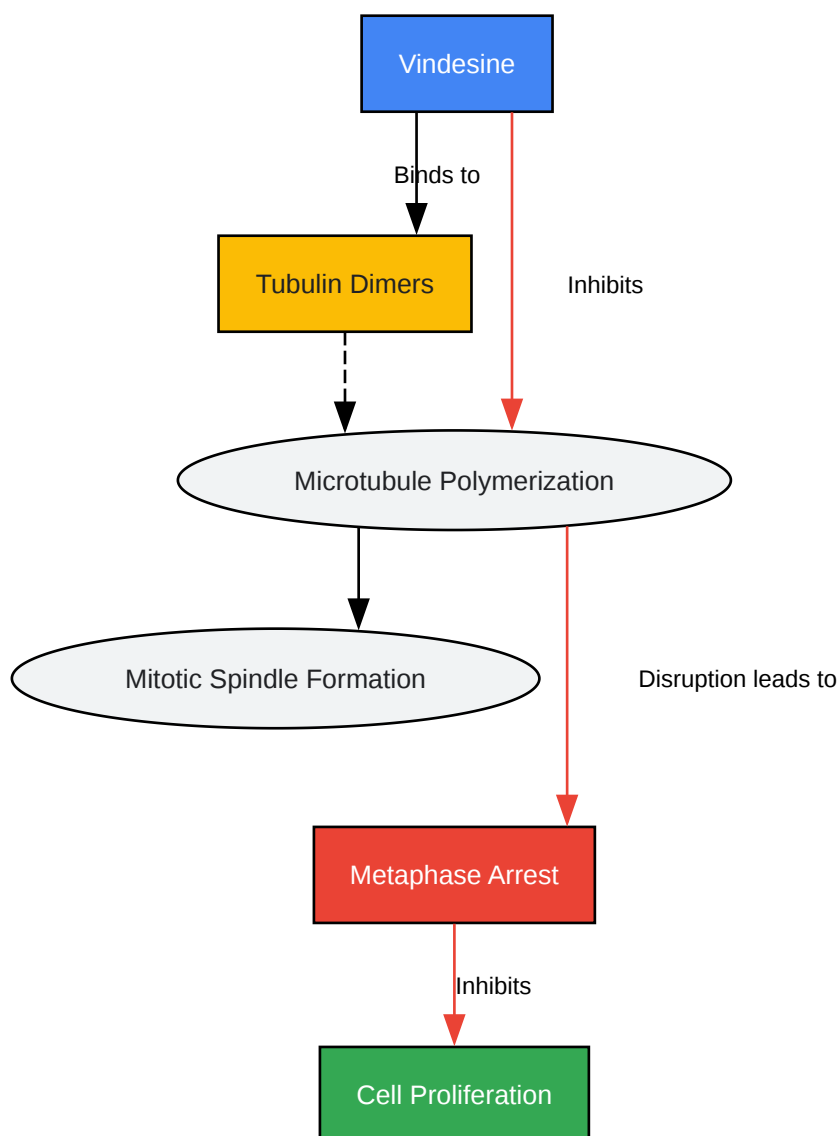 Vindesine
Binds to
Tubulin Dimers
Inhibits
Microtubule Polymerization
Mitotic Spindle Formation
Disruption leads to
Metaphase Arrest
Inhibits
Cell Proliferation